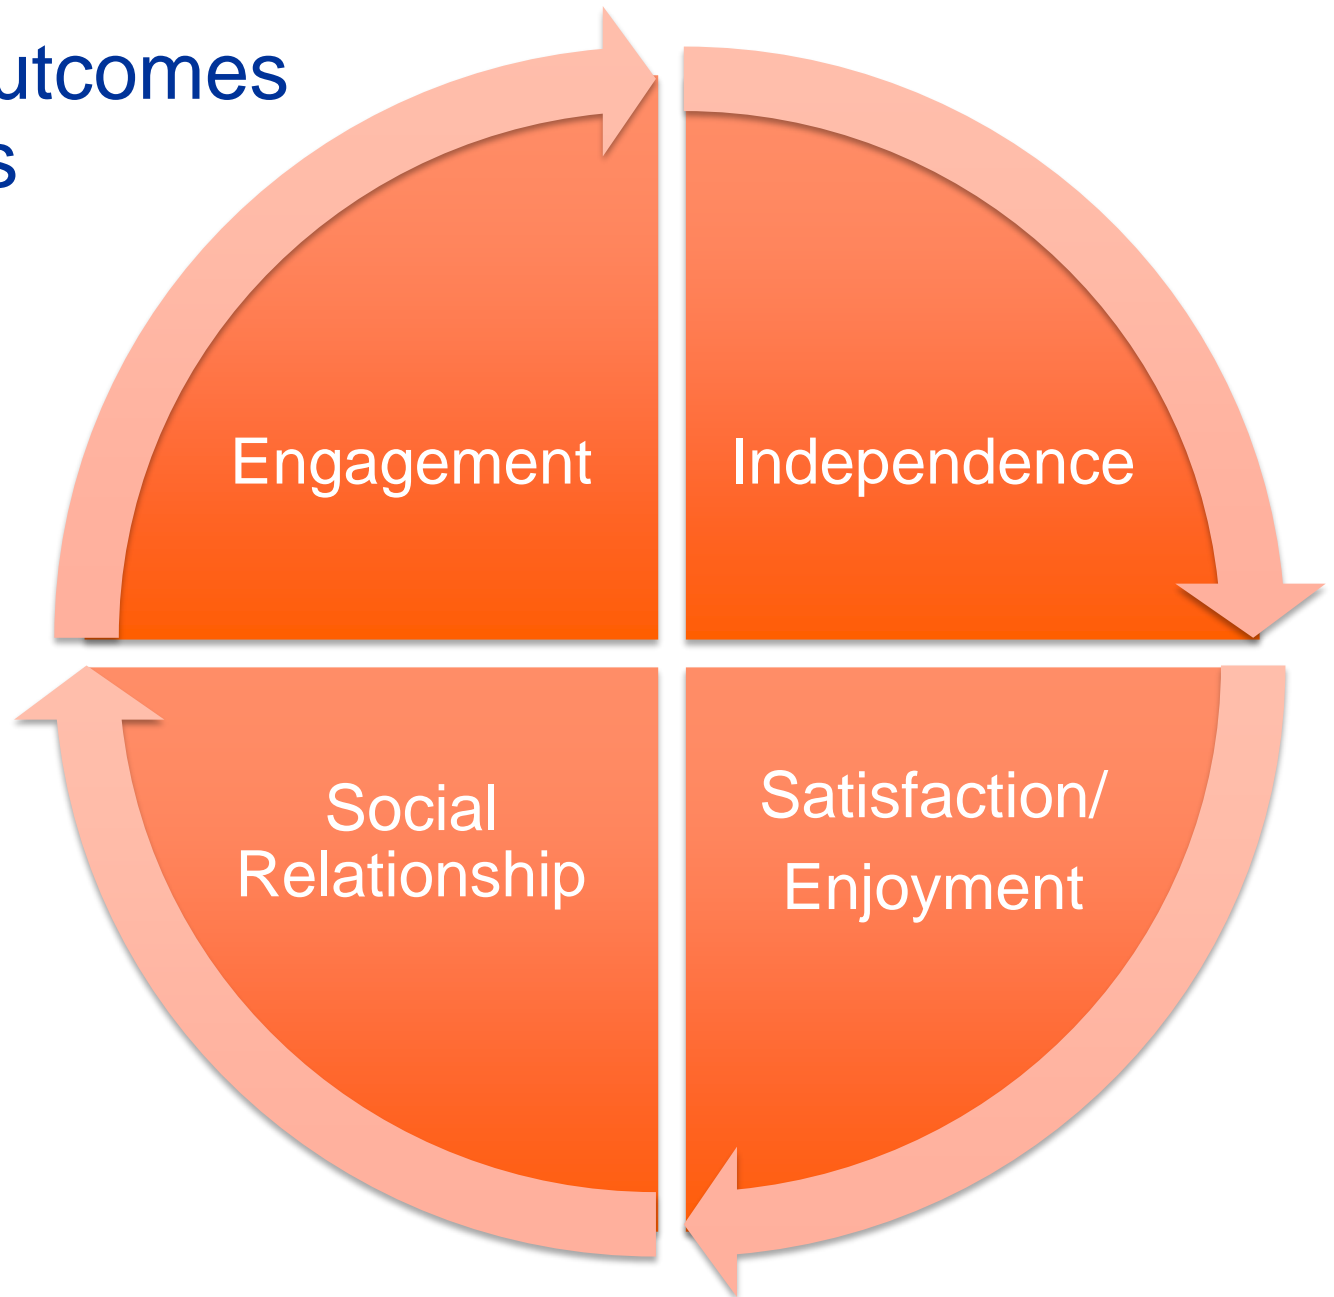 utcomes
s
Engagement
Independence
Social
Relationship
Satisfaction/
Enjoyment